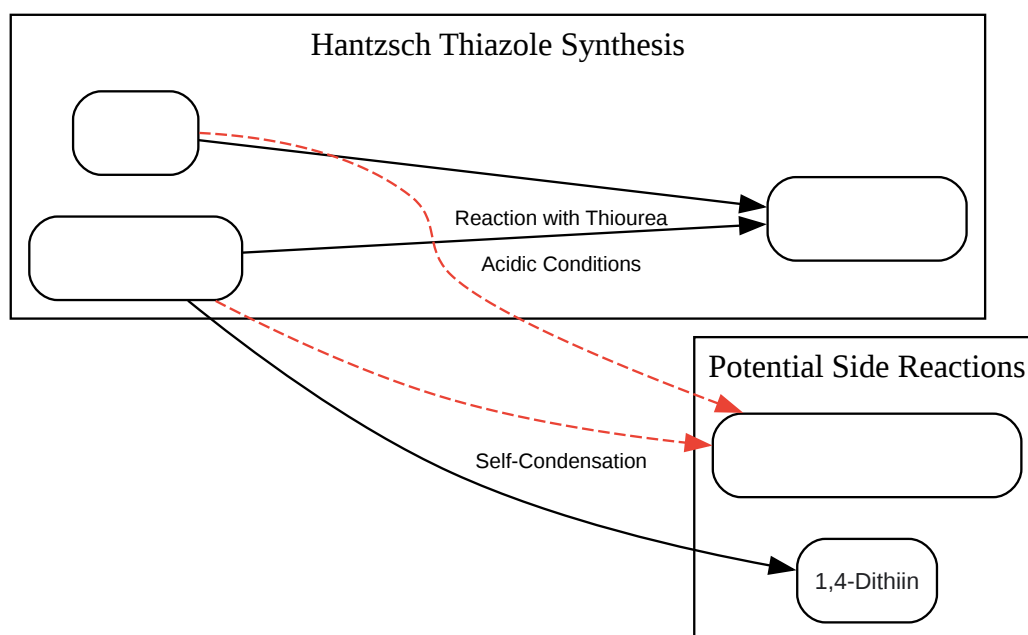 Hantzsch Thiazole Synthesis
Reaction with Thiourea
Acidic Conditions
Potential Side Reactions
Self-Condensation
1,4-Dithiin